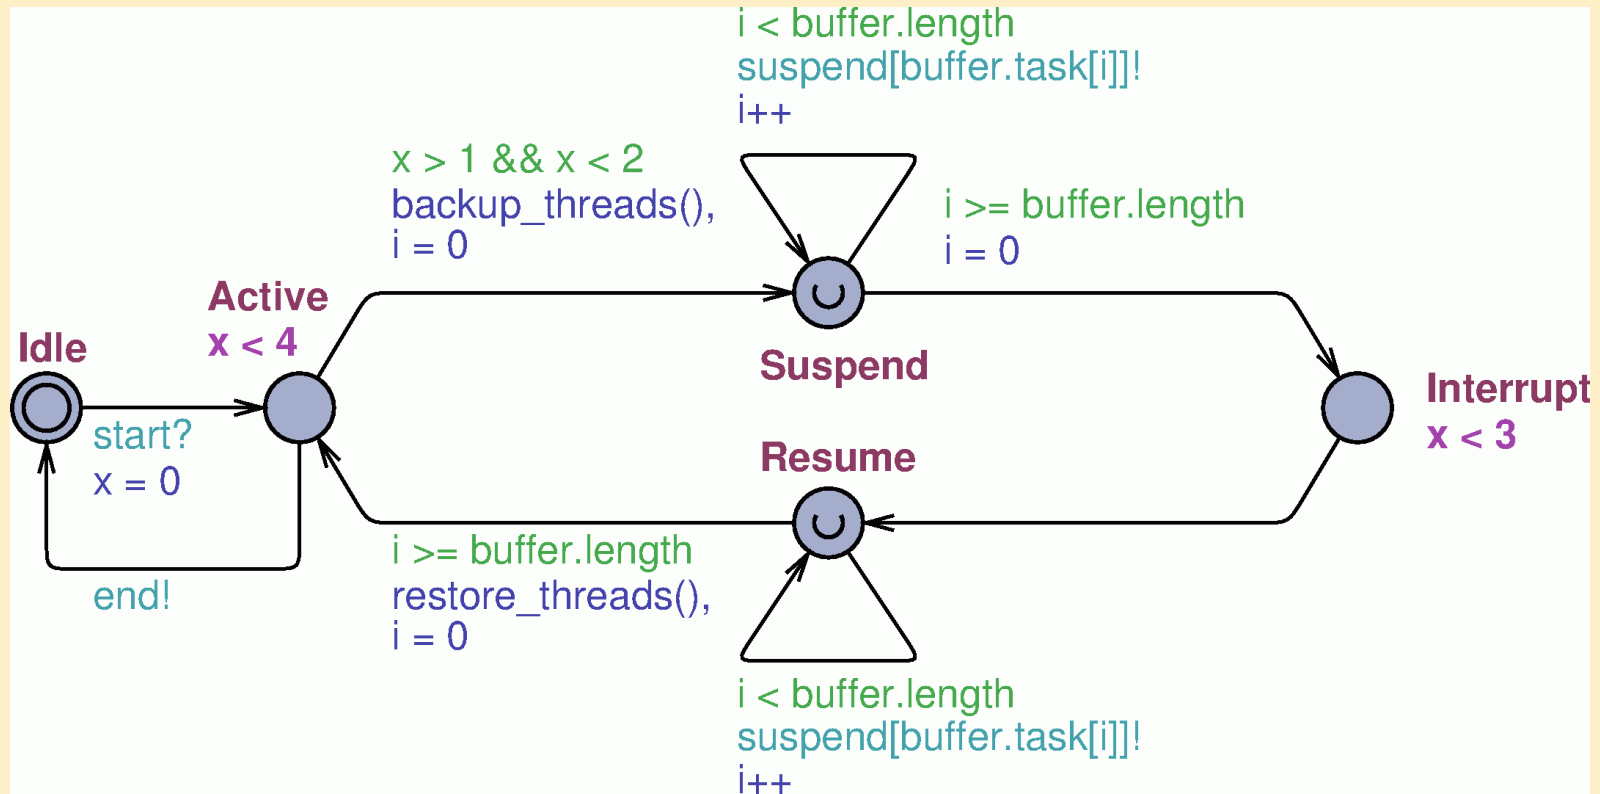 i < buffer.length
suspend[buffer.task[i]]!
i++
x > 1 && x < 2
backup_threads(),
i = 0
i >= buffer.length
i = 0
Active
x < 4
Idle
start?
x = 0
end!
Suspend
Interrupt
x < 3
Resume
i >= buffer.length
restore_threads(),
i = 0
i < buffer.length
suspend[buffer.task[i]]!
i++